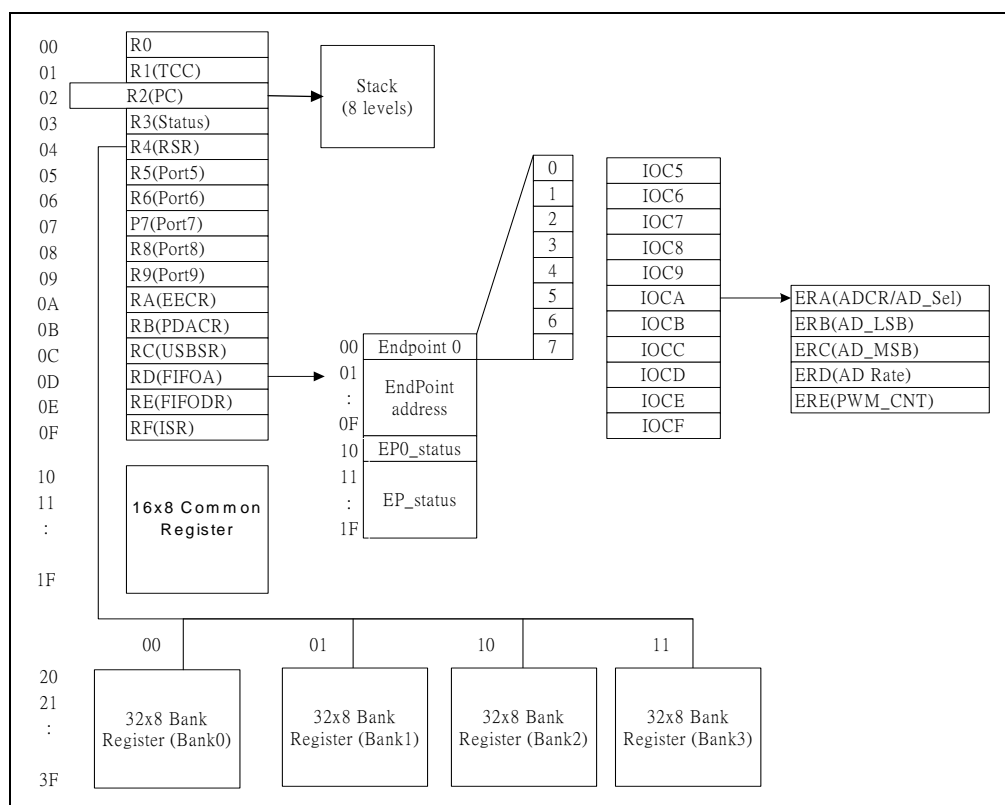 00 R0
01 R1(TCC)
02 R2(PC)
03 R3(Status)
04 R4(RSR)
05 R5(Port5)
06 R6(Port6)
07 P7(Port7)
08 R8(Port8)
09 R9(Port9)
0A RA(EECR)
0B RB(PDACR)
0C RC(USBSR)
0D RD(FIFOA)
0E RE(FIFODR)
0F RF(ISR)
10
11
:
1F
16x8 Common
Register
Stack
(8 levels)
00 Endpoint 0
01
:
0F
EndPoint
address
10 EP0_status
11
:
1F
EP_status
0
1
2
3
4
5
6
7
IOC5
IOC6
IOC7
IOC8
IOC9
IOCA
IOCB
IOCC
IOCD
IOCE
IOCF
ERA(ADCR/AD_Sel)
ERB(AD_LSB)
ERC(AD_MSB)
ERD(AD Rate)
ERE(PWM_CNT)
00 01 10 11
20
21
:
3F
32x8 Bank
Register (Bank0)
32x8 Bank
Register (Bank1)
32x8 Bank
Register (Bank2)
32x8 Bank
Register (Bank3)